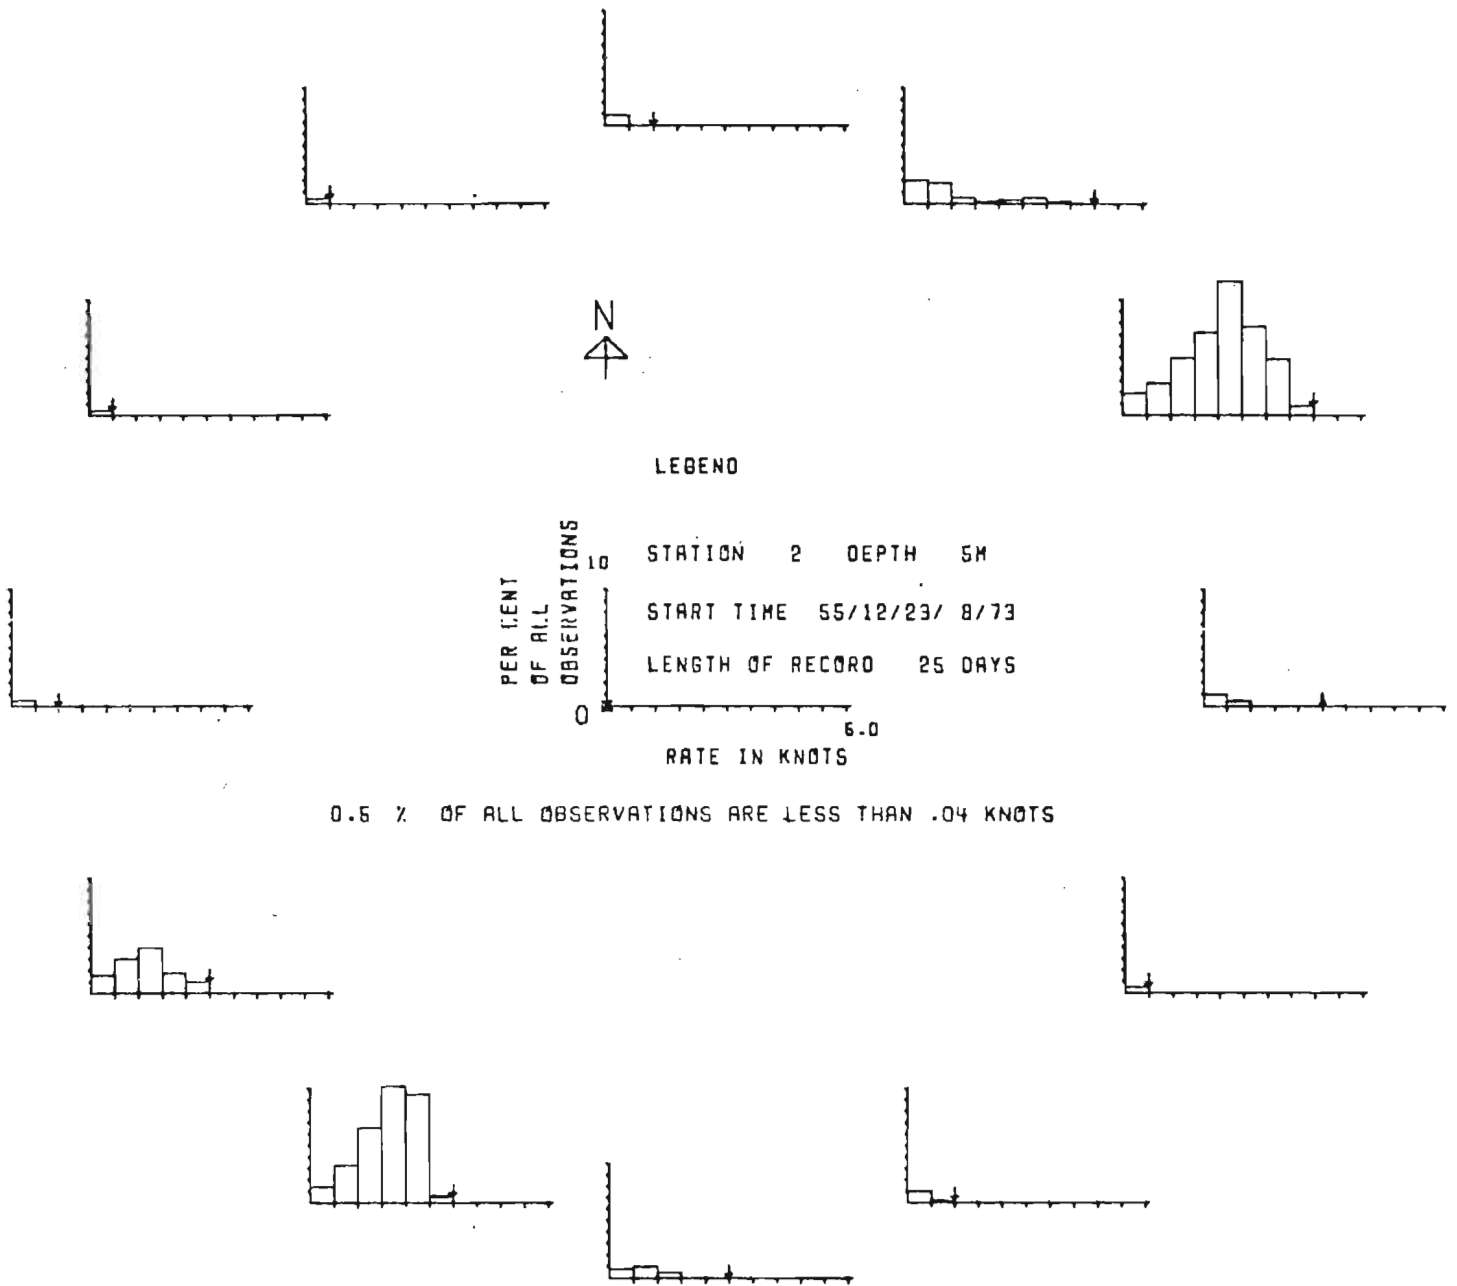 N
LEGEND
PER CENT
OF ALL
OBSERVATIONS
10
STATION 2 DEPTH 5M
START TIME 55/12/23/ 8/73
LENGTH OF RECORD 25 DAYS
0
6.0
RATE IN KNOTS
0.5 % OF ALL OBSERVATIONS ARE LESS THAN .04 KNOTS